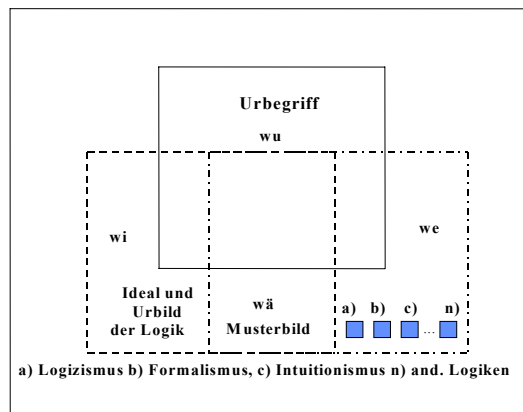 Urbegriff
wu
wi
we
Ideal und
Urbild
der Logik
wä
Musterbild
a) b) c) n)
...
a) Logizismus b) Formalismus, c) Intuitionismus n) and. Logiken